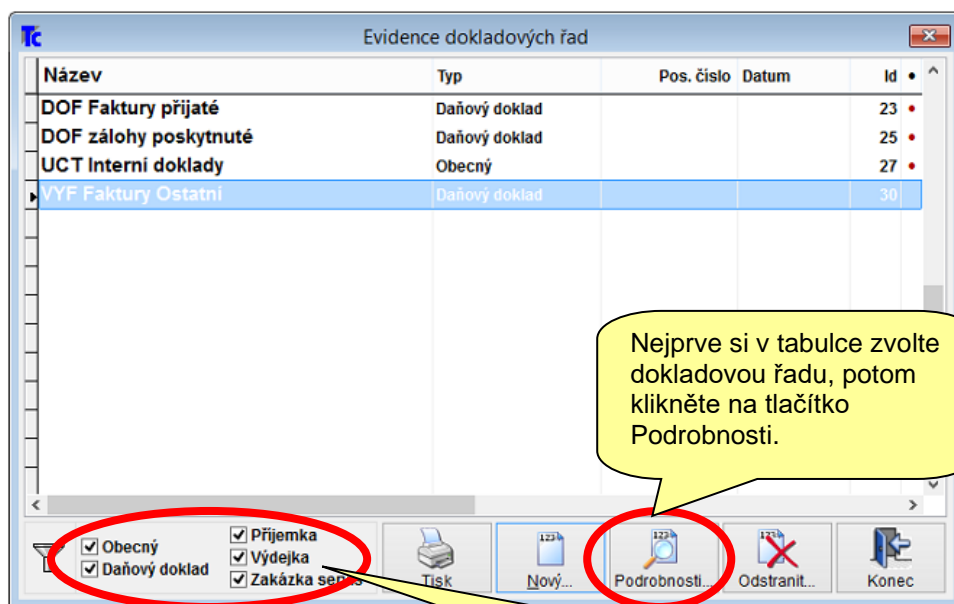 Tc Evidence dokladových řad
Název Typ Pos. číslo Datum Id •
DOF Faktury přijaté Daňový doklad 23 •
DOF zálohy poskytnuté Daňový doklad 25 •
UCT Interní doklady Obecný 27 •
VYF Faktury Ostatní Daňový doklad 30
Nejprve si v tabulce zvolte
dokladovou řadu, potom
klikněte na tlačítko
Podrobnosti.
Obecný
Daňový doklad
Příjemka
Výdejka
Zakázka servis
Tisk
Nový...
Podrobnosti...
Odstranit...
Konec